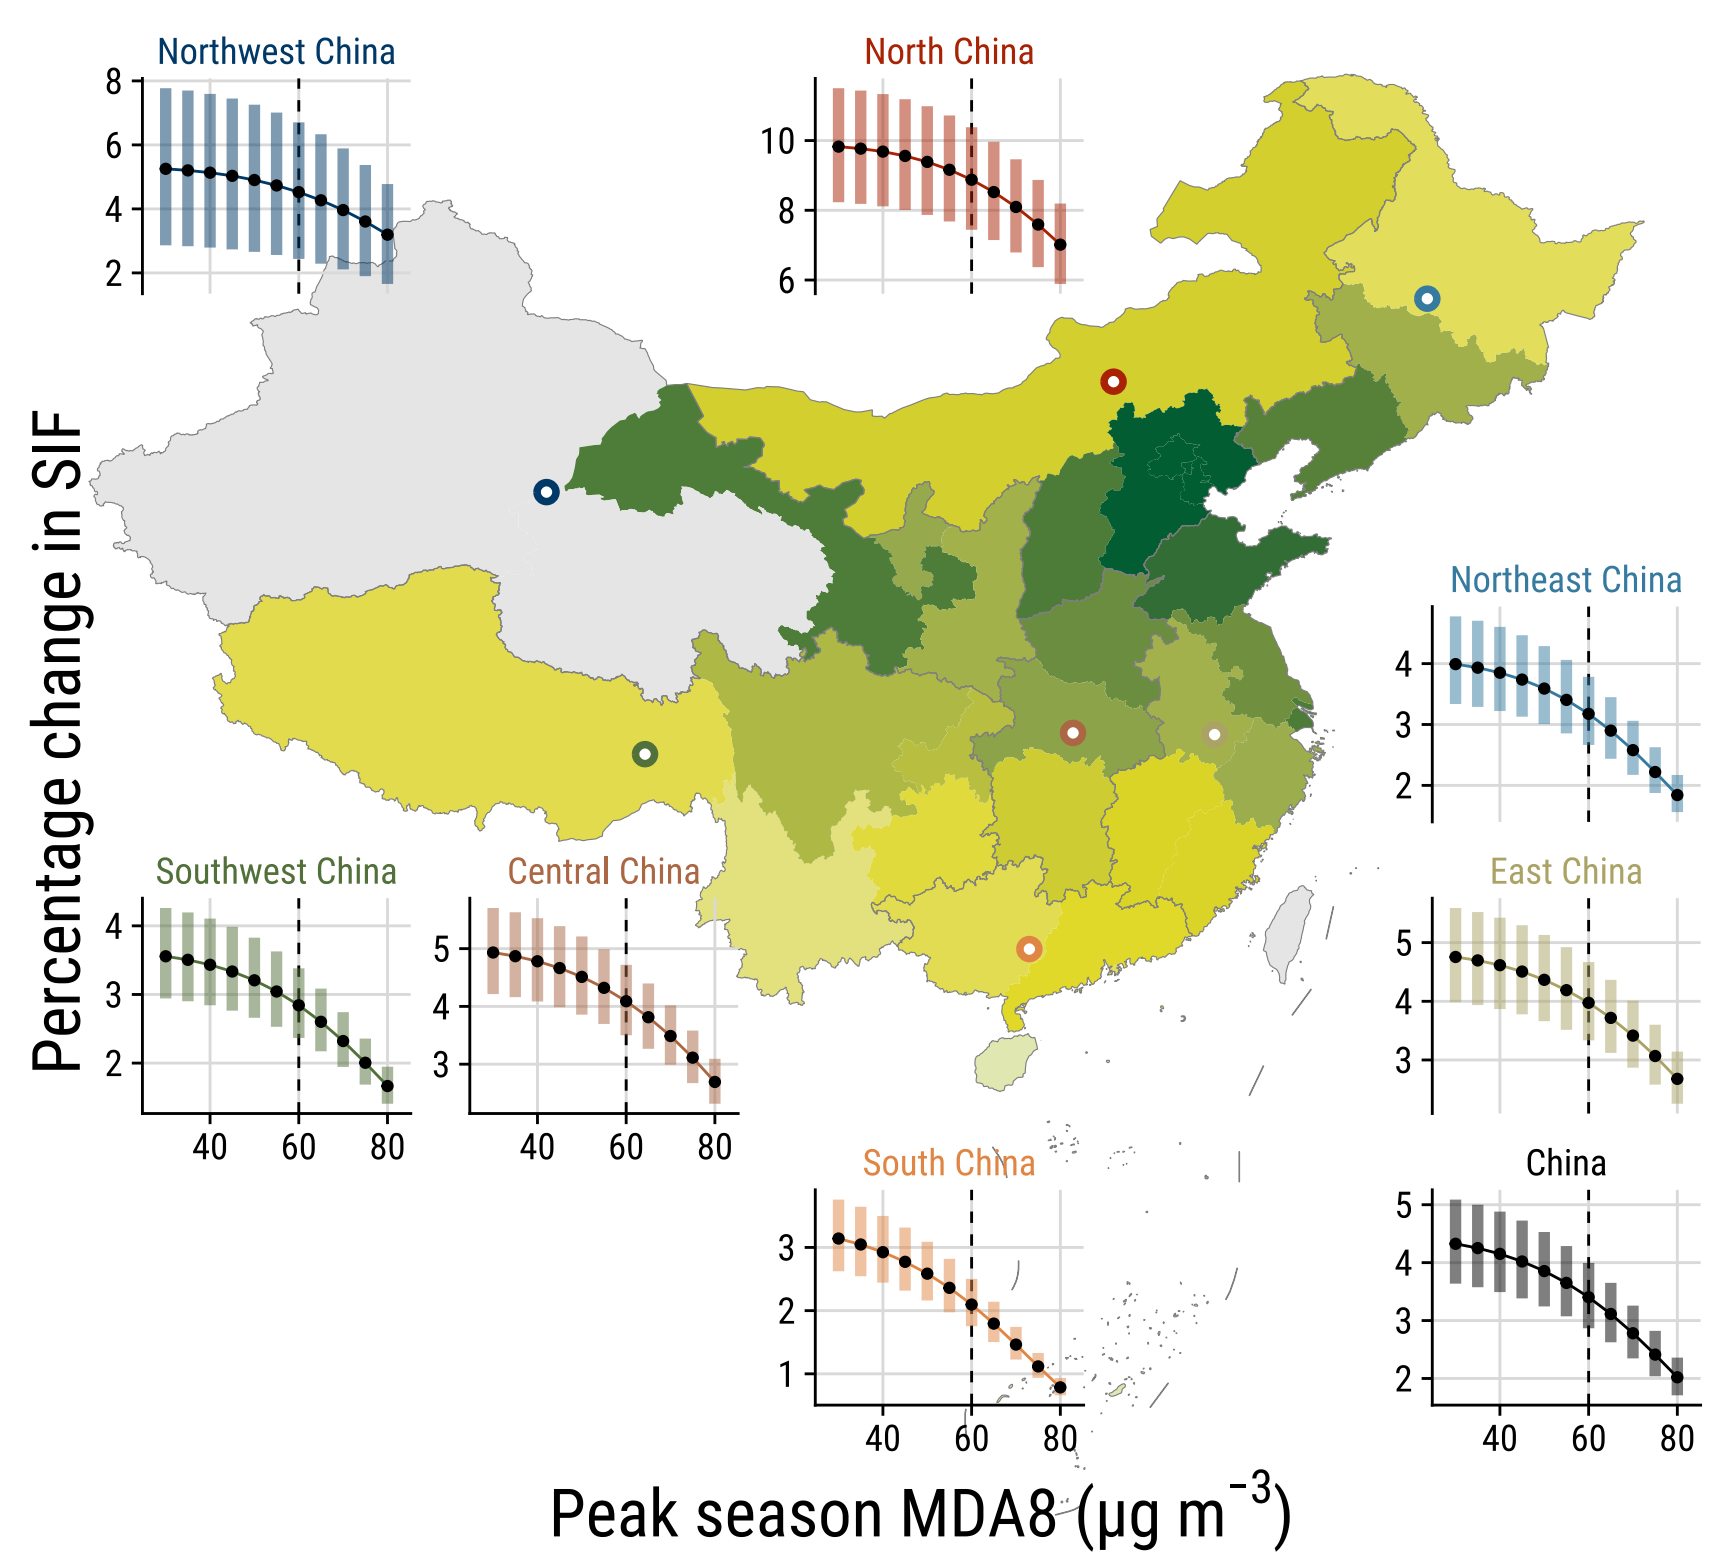 Northwest China
8
6
4
2
North China
10
8
6
Percentage change in SIF
Northeast China
4
3
2
Southwest China
4
3
2
40 60 80
Central China
5
4
3
40 60 80
East China
5
4
3
South China
3
2
1
40 60 80
China
5
4
3
2
40 60 80
Peak season MDA8 (µg m⁻³)